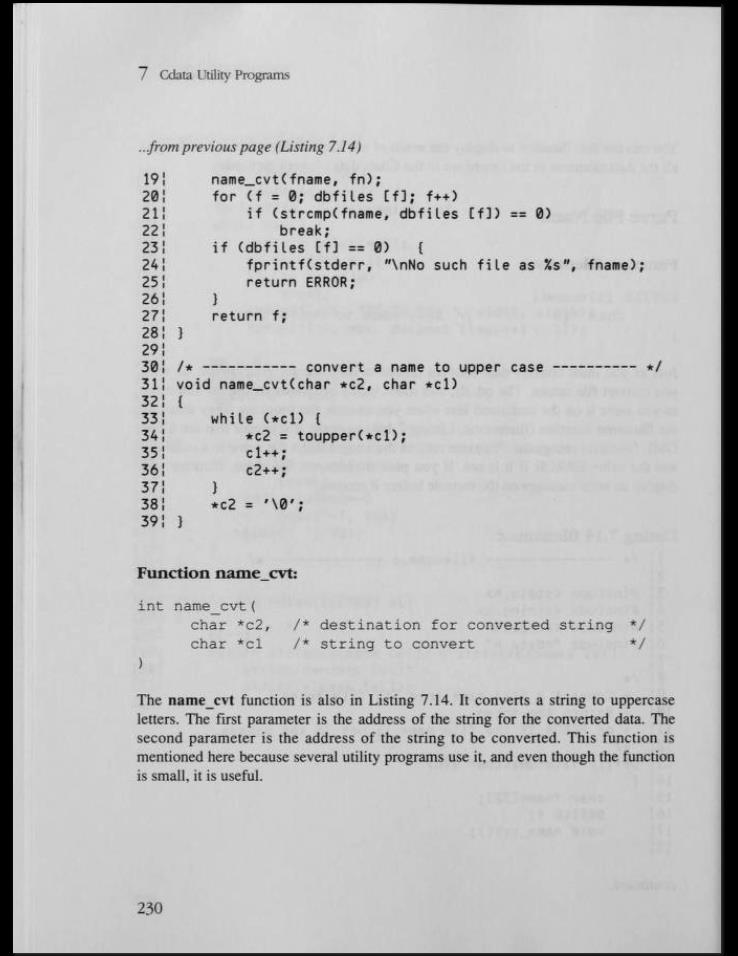 7 Cdata Utility Programs
...from previous page (Listing 7.14)
19¦ name_cvt(fname, fn);
20¦ for (f = 0; dbfiles [f]; f++)
21¦ if (strcmp(fname, dbfiles [f]) == 0)
22¦ break;
23¦ if (dbfiles [f] == 0) {
24¦ fprintf(stderr, "\nNo such file as %s", fname);
25¦ return ERROR;
26¦ }
27¦ return f;
28¦ }
29¦
30¦ /* ----------- convert a name to upper case ---------- */
31¦ void name_cvt(char *c2, char *c1)
32¦ {
33¦ while (*c1) {
34¦ *c2 = toupper(*c1);
35¦ c1++;
36¦ c2++;
37¦ }
38¦ *c2 = '\0';
39¦ }
Function name_cvt:
int name_cvt(
char *c2, /* destination for converted string */
char *c1 /* string to convert */
)
The name_cvt function is also in Listing 7.14. It converts a string to uppercase
letters. The first parameter is the address of the string for the converted data. The
second parameter is the address of the string to be converted. This function is
mentioned here because several utility programs use it, and even though the function
is small, it is useful.
230